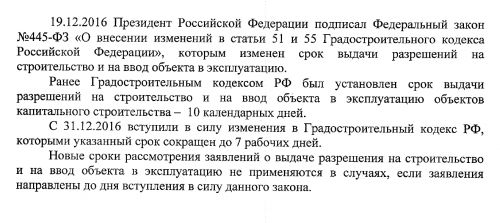 19.12.2016 Президент Российской Федерации подписал Федеральный закон
№445-ФЗ «О внесении изменений в статьи 51 и 55 Градостроительного кодекса
Российской Федерации», которым изменен срок выдачи разрешений на
строительство и на ввод объекта в эксплуатацию.
Ранее Градостроительным кодексом РФ был установлен срок выдачи
разрешений на строительство и на ввод объекта в эксплуатацию объектов
капитального строительства – 10 календарных дней.
С 31.12.2016 вступили в силу изменения в Градостроительный кодекс РФ,
которыми указанный срок сокращен до 7 рабочих дней.
Новые сроки рассмотрения заявлений о выдаче разрешения на строительство
и на ввод объекта в эксплуатацию не применяются в случаях, если заявления
направлены до дня вступления в силу данного закона.